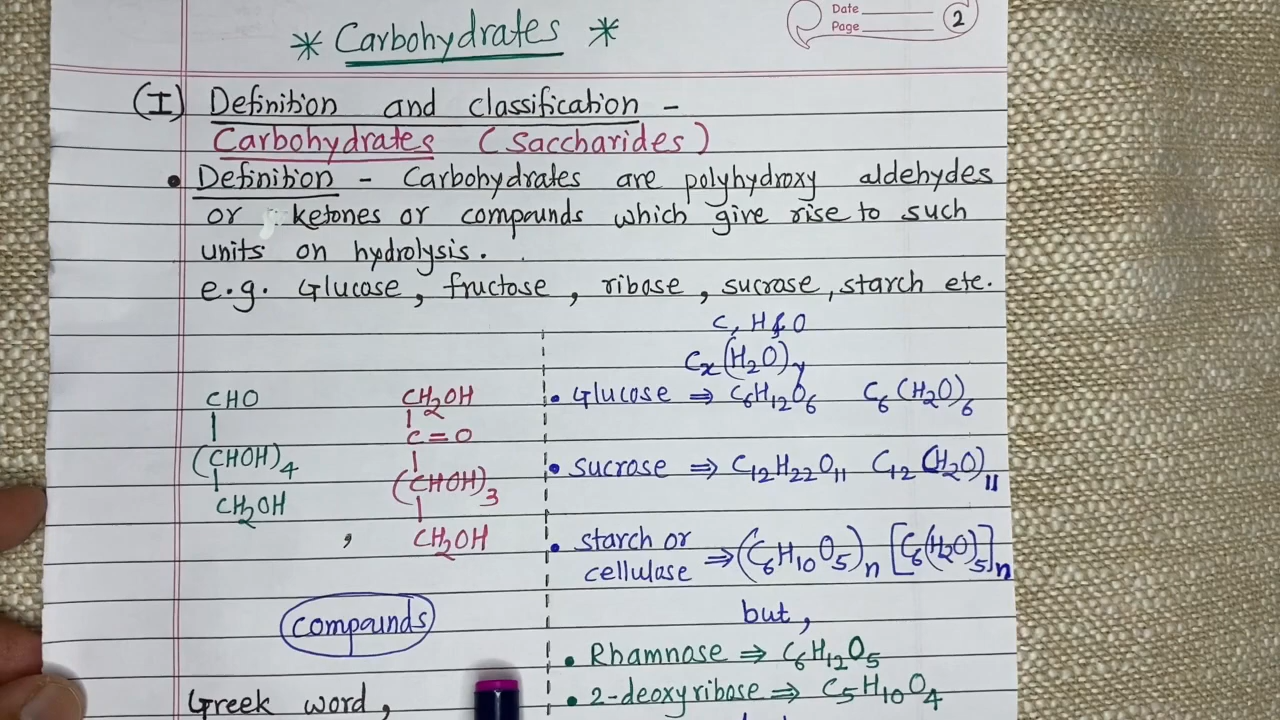 Date
Page 2
* Carbohydrates *
(I) Definition and classification -
Carbohydrates (Saccharides)
• Definition - Carbohydrates are polyhydroxy aldehydes
or ketones or compounds which give rise to such
units on hydrolysis.
e.g. Glucose, fructose, ribose, sucrose, starch etc.
CHO
|
(CHOH)4
|
CH2OH
,
CH2OH
|
C=O
|
(CHOH)3
|
CH2OH
compounds
Greek word,
C, H & O
Cx(H2O)y
• Glucose ⇒ C6H12O6 C6(H2O)6
• sucrose ⇒ C12H22O11 C12(H2O)11
• starch or
cellulose ⇒ (C6H10O5)n [C6(H2O)5]n
but,
• Rhamnose ⇒ C6H12O5
• 2-deoxyribose ⇒ C5H10O4